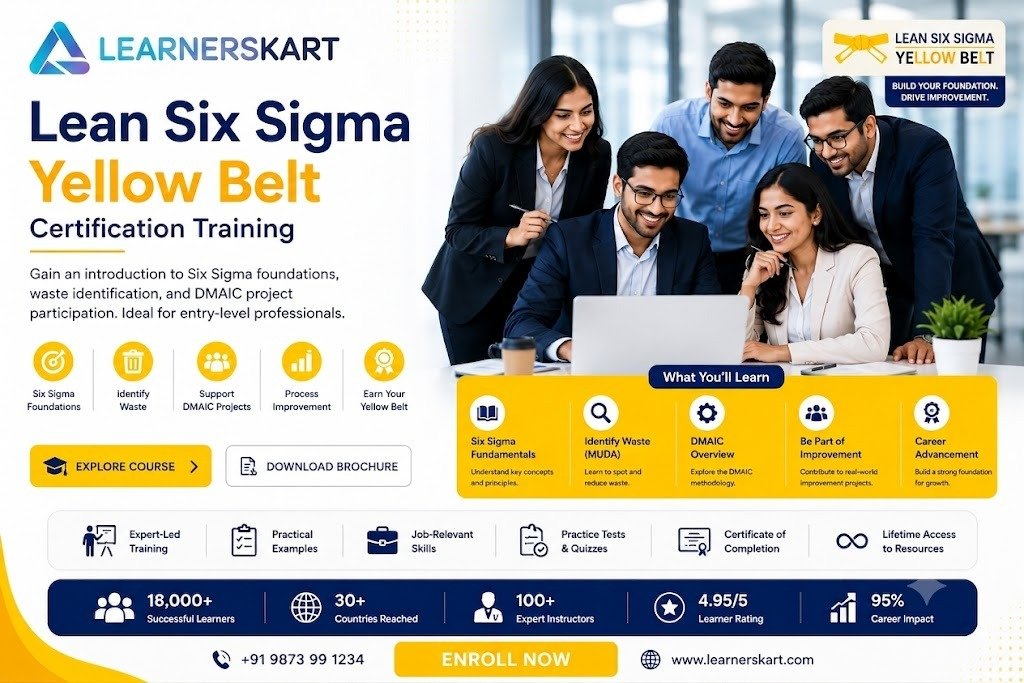 LEARNERSKART
LEAN SIX SIGMA
YELLOW BELT
BUILD YOUR FOUNDATION.
DRIVE IMPROVEMENT.
Lean Six Sigma
Yellow Belt
Certification Training
Gain an introduction to Six Sigma foundations,
waste identification, and DMAIC project
participation. Ideal for entry-level professionals.
Six Sigma
Foundations
Identify
Waste
Support
DMAIC Projects
Process
Improvement
Earn Your
Yellow Belt
EXPLORE COURSE
DOWNLOAD BROCHURE
What You'll Learn
Six Sigma
Fundamentals
Understand key concepts
and principles.
Identify Waste
(MUDA)
Learn to spot and
reduce waste.
DMAIC
Overview
Explore the DMAIC
methodology.
Be Part of
Improvement
Contribute to real-world
improvement projects.
Career
Advancement
Build a strong foundation
for growth.
Expert-Led
Training
Practical
Examples
Job-Relevant
Skills
Practice Tests
& Quizzes
Certificate of
Completion
Lifetime Access
to Resources
18,000+
Successful Learners
30+
Countries Reached
100+
Expert Instructors
4.95/5
Learner Rating
95%
Career Impact
+91 9873 99 1234
ENROLL NOW
www.learnerskart.com